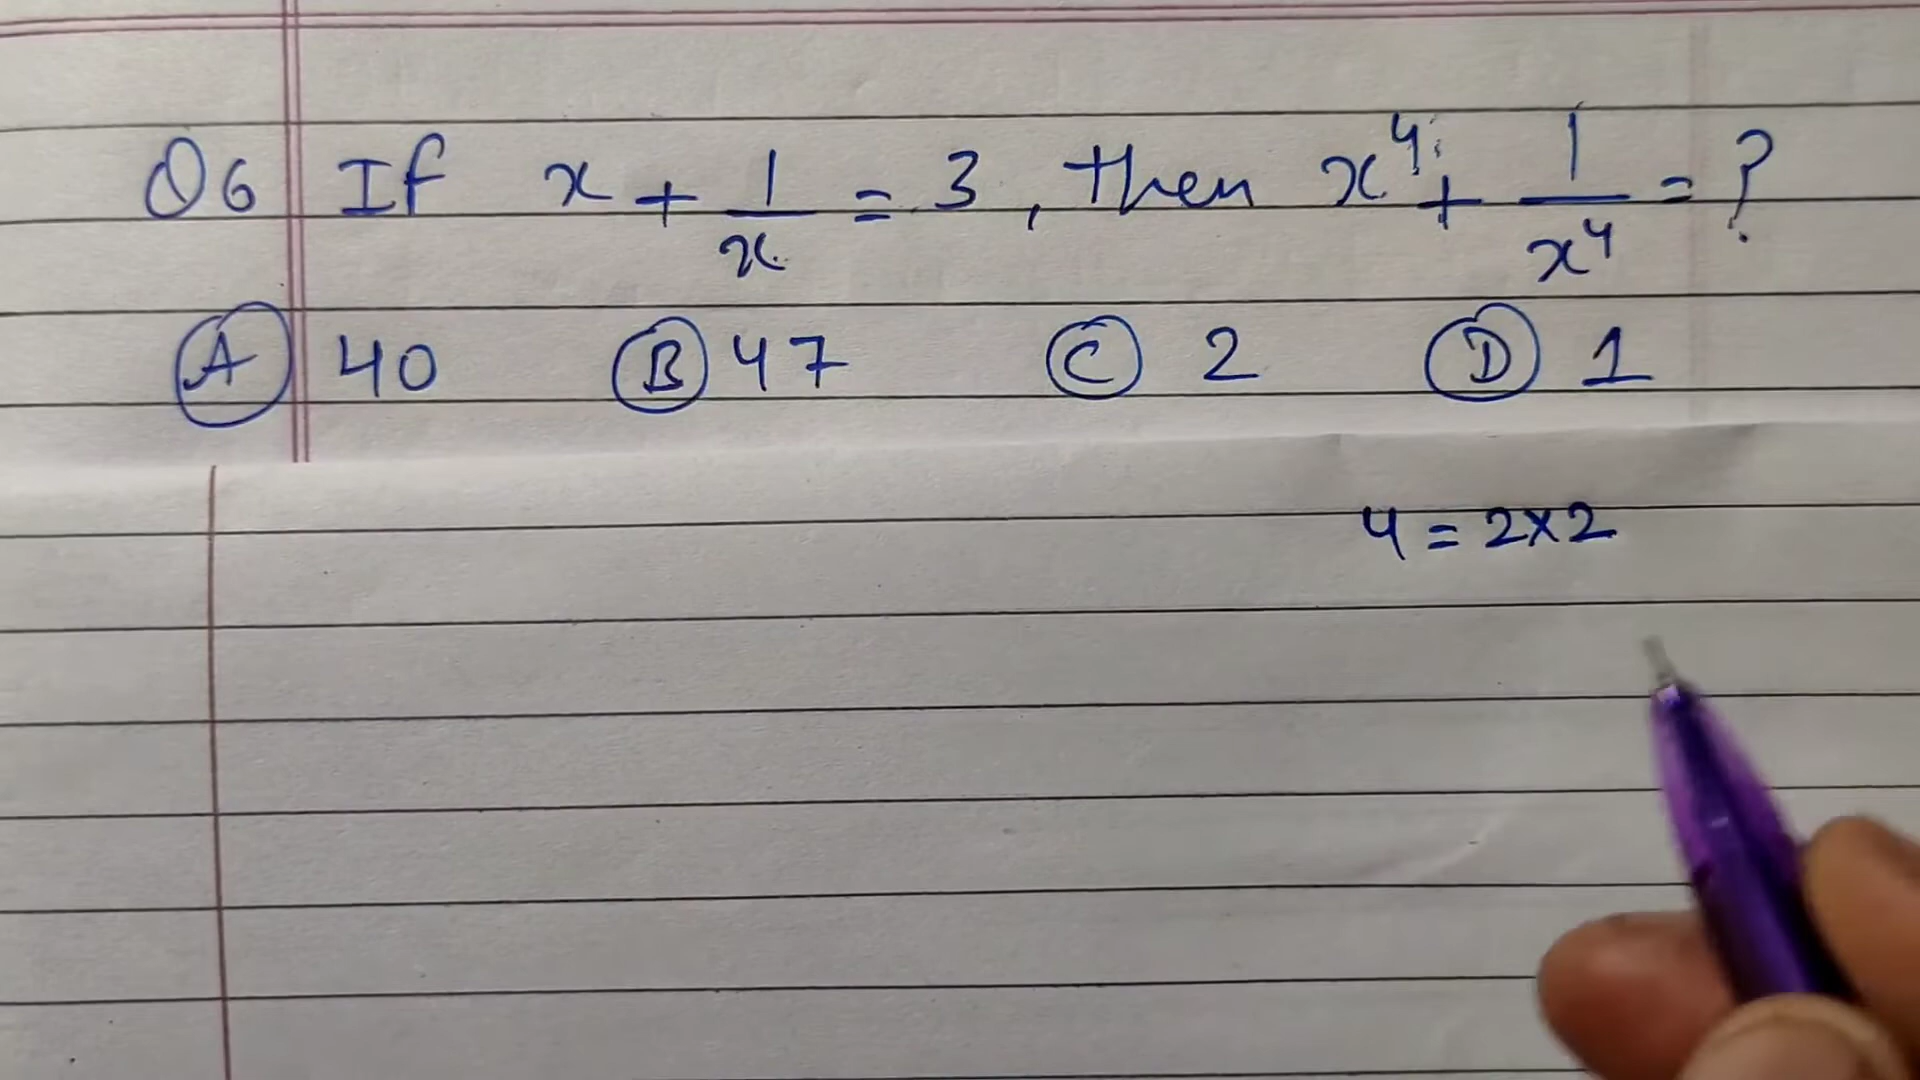 Q6 If x + 1/x = 3, then x⁴ + 1/x⁴ = ?
A 40 B 47 C 2 D 1
4 = 2×2